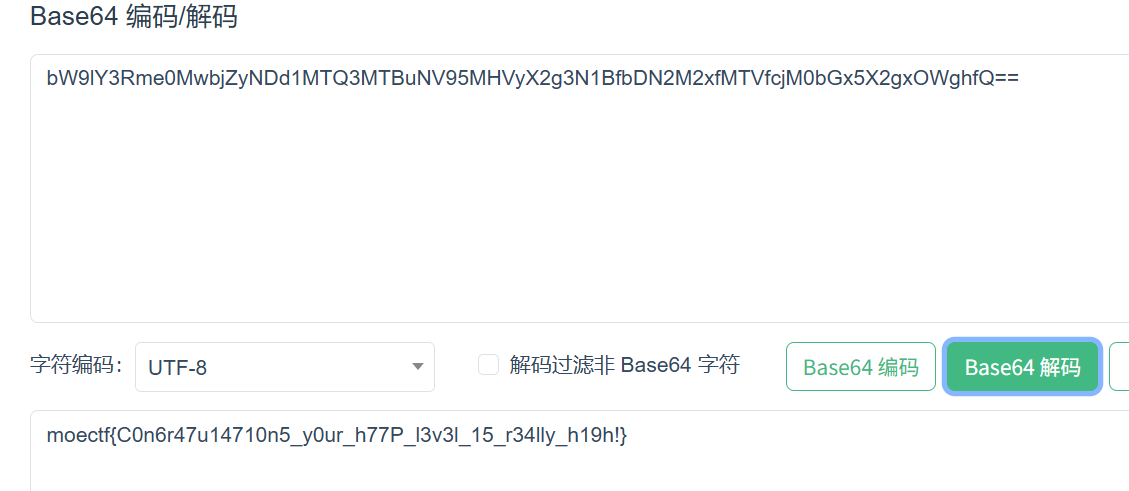 Base64 编码/解码
bW9lY3Rme0MwbjZyNDd1MTQ3MTBuNV95MHVyX2g3N1BfbDN2M2xfMTVfcjM0bGx5X2gxOWghfQ==
字符编码： UTF-8 解码过滤非 Base64 字符 Base64 编码 Base64 解码
moectf{C0n6r47u14710n5_y0ur_h77P_l3v3l_15_r34lly_h19h!}